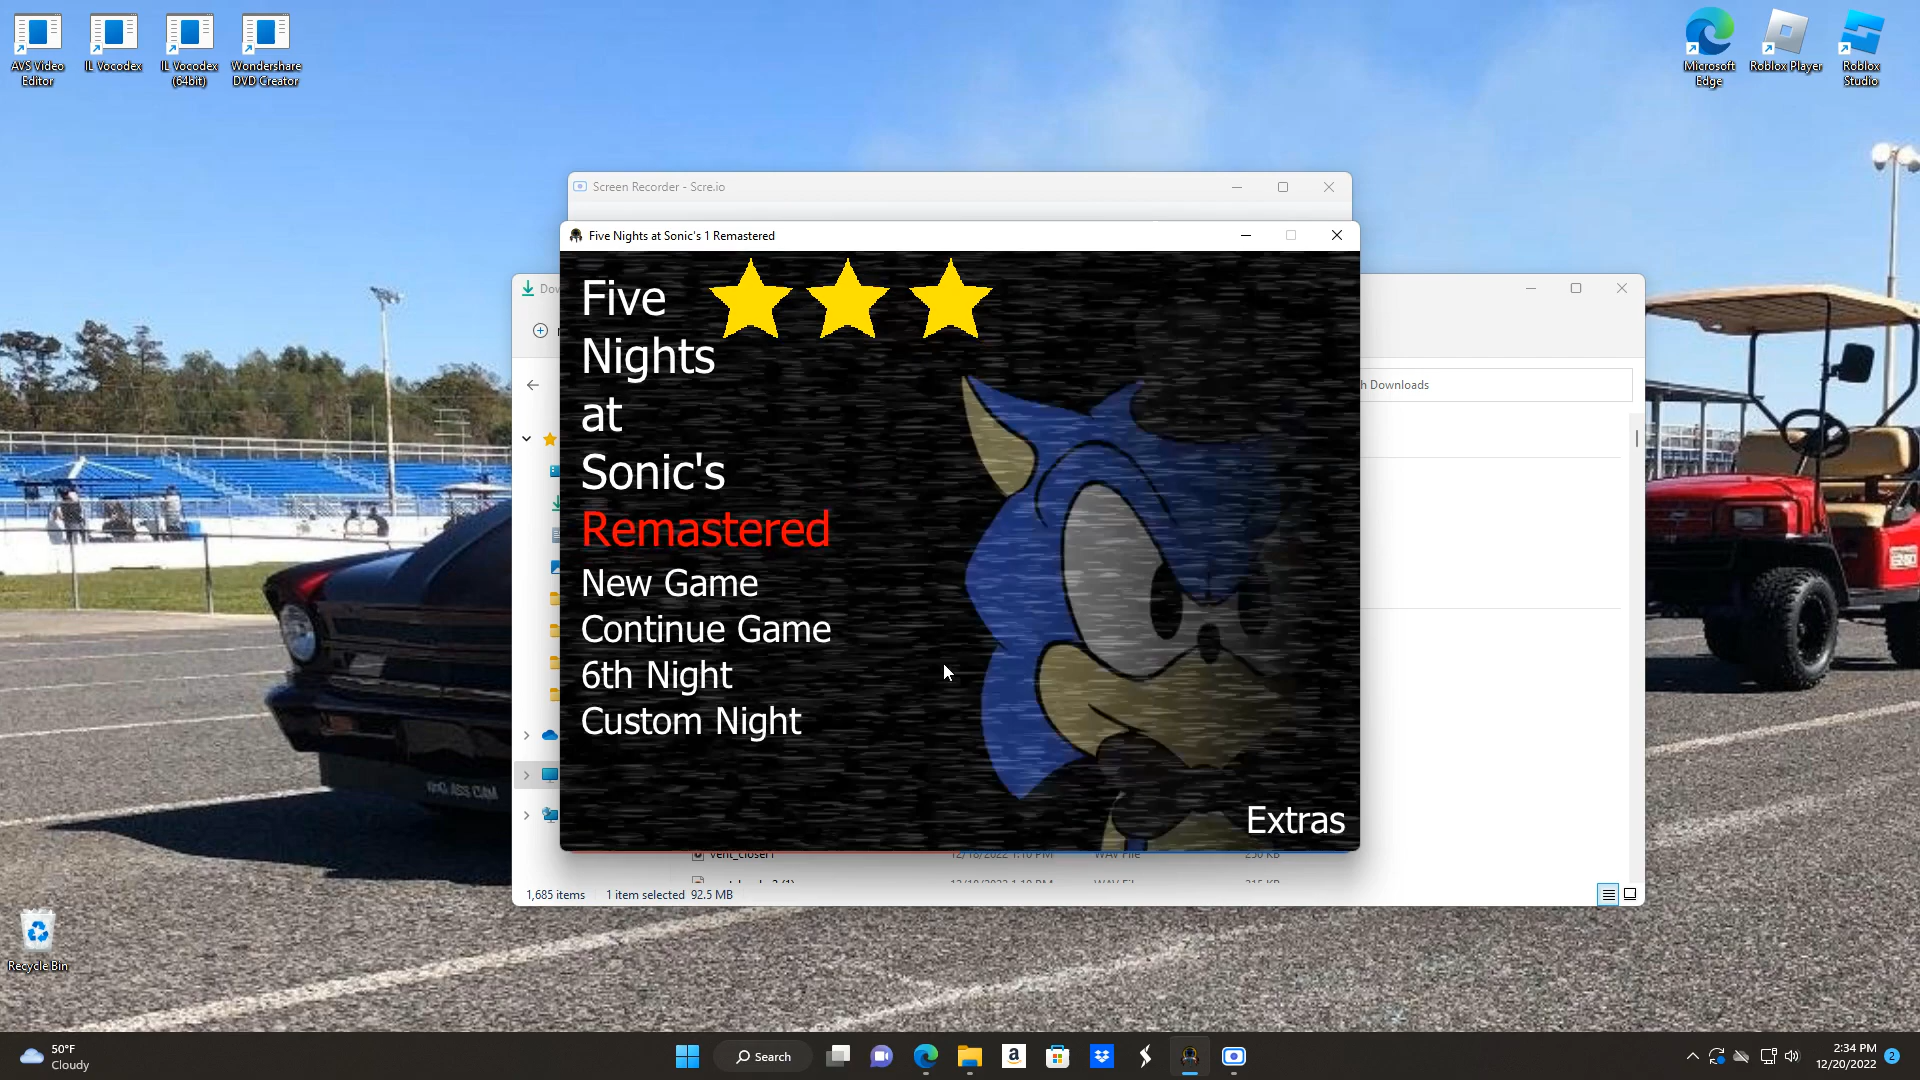 AVS Video
Editor
IL Vocodex
IL Vocodex
(64bit)
Wondershare
DVD Creator
Microsoft
Edge
Roblox Player
Roblox
Studio
Screen Recorder - Scre.io
Five Nights at Sonic's 1 Remastered
Five
Nights
at
Sonic's
Remastered
New Game
Continue Game
6th Night
Custom Night
Extras
Downloads
1,685 items
1 item selected 92.5 MB
Recycle Bin
50°F
Cloudy
Search
2:34 PM
12/20/2022
2